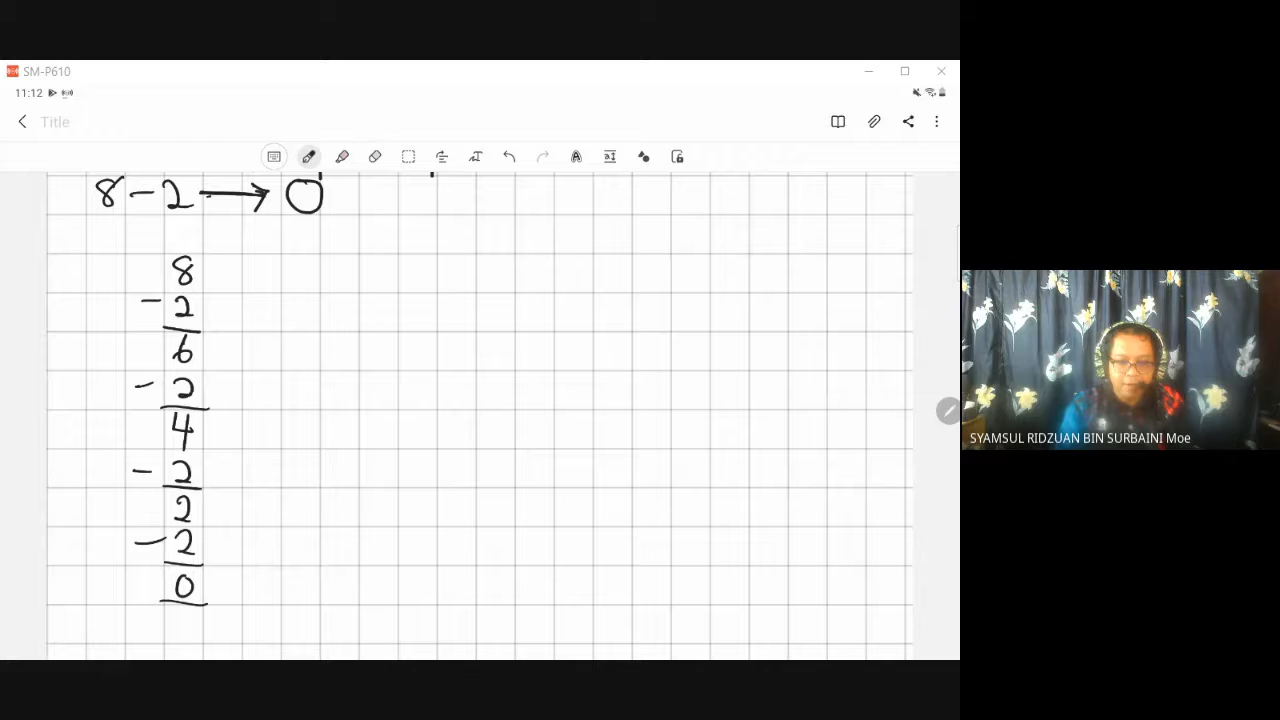 SM-P610
11:12
Title
8 - 2 → 0
8
- 2
6
- 2
4
- 2
2
- 2
0
SYAMSUL RIDZUAN BIN SURBAINI Moe